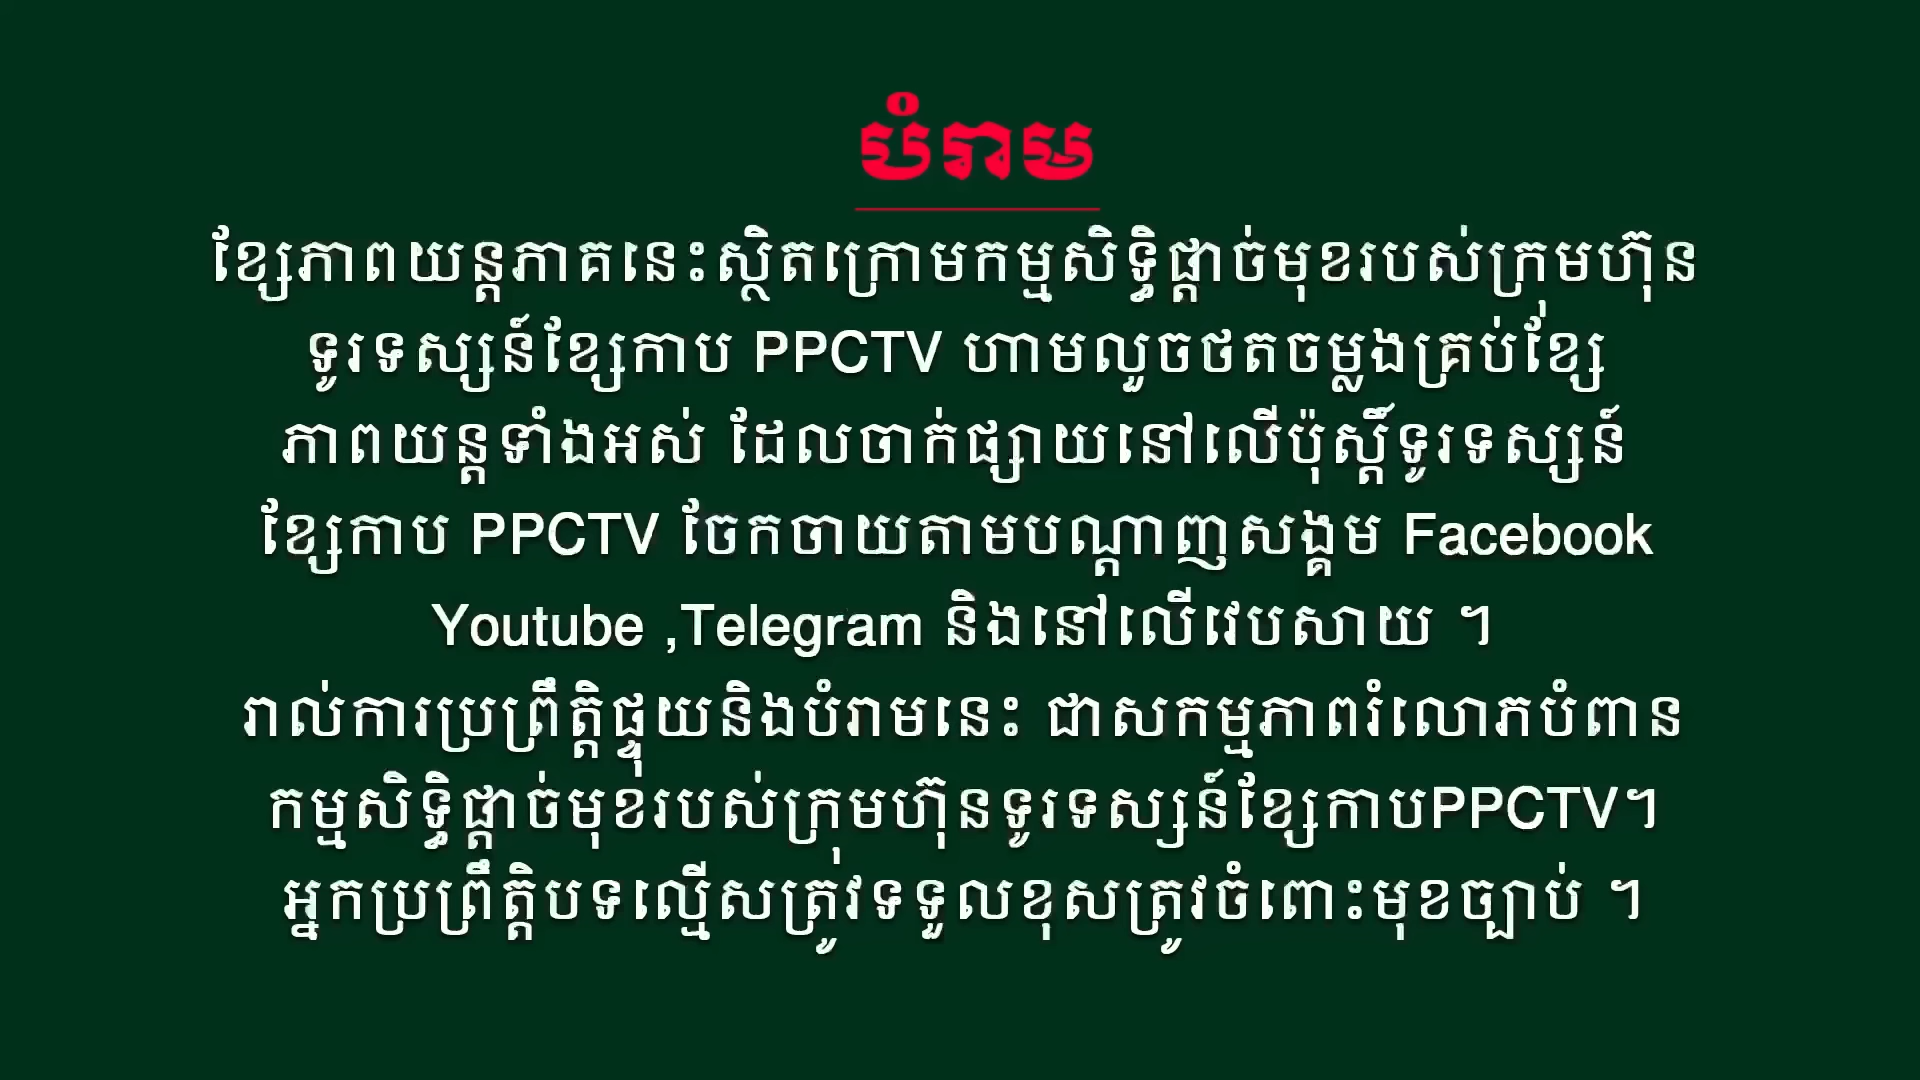 បំរាម
ខ្សែភាពយន្តភាគនេះស្ថិតក្រោមកម្មសិទ្ធិផ្តាច់មុខរបស់ក្រុមហ៊ុន
ទូរទស្សន៍ខ្សែកាប PPCTV ហាមលួចថតចម្លងគ្រប់ខ្សែ
ភាពយន្តទាំងអស់ ដែលចាក់ផ្សាយនៅលើប៉ុស្តិ៍ទូរទស្សន៍
ខ្សែកាប PPCTV ចែកចាយតាមបណ្តាញសង្គម Facebook
Youtube ,Telegram និងនៅលើវេបសាយ ។
រាល់ការប្រព្រឹត្តិផ្ទុយនិងបំរាមនេះ ជាសកម្មភាពរំលោភបំពាន
កម្មសិទ្ធិផ្តាច់មុខរបស់ក្រុមហ៊ុនទូរទស្សន៍ខ្សែកាបPPCTV។
អ្នកប្រព្រឹត្តិបទល្មើសត្រូវទទួលខុសត្រូវចំពោះមុខច្បាប់ ។